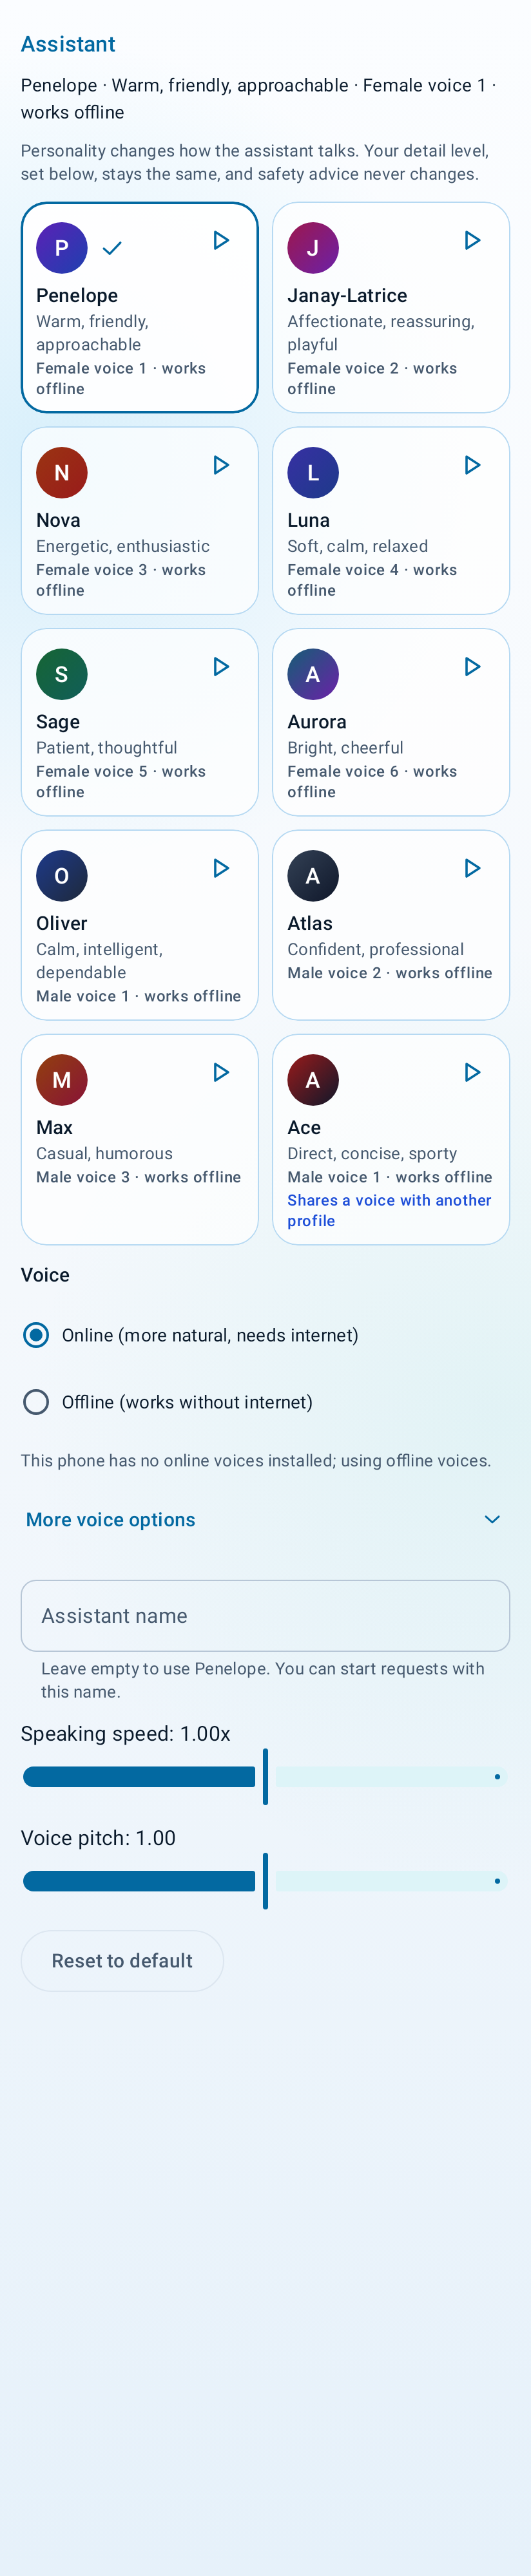 Assistant
Penelope · Warm, friendly, approachable · Female voice 1 ·
works offline
Personality changes how the assistant talks. Your detail level,
set below, stays the same, and safety advice never changes.
P
Penelope
Warm, friendly,
approachable
Female voice 1 · works
offline
J
Janay-Latrice
Affectionate, reassuring,
playful
Female voice 2 · works
offline
N
Nova
Energetic, enthusiastic
Female voice 3 · works
offline
L
Luna
Soft, calm, relaxed
Female voice 4 · works
offline
S
Sage
Patient, thoughtful
Female voice 5 · works
offline
A
Aurora
Bright, cheerful
Female voice 6 · works
offline
O
Oliver
Calm, intelligent,
dependable
Male voice 1 · works offline
A
Atlas
Confident, professional
Male voice 2 · works offline
M
Max
Casual, humorous
Male voice 3 · works offline
A
Ace
Direct, concise, sporty
Male voice 1 · works offline
Shares a voice with another
profile
Voice
Online (more natural, needs internet)
Offline (works without internet)
This phone has no online voices installed; using offline voices.
More voice options
Assistant name
Leave empty to use Penelope. You can start requests with
this name.
Speaking speed: 1.00x
Voice pitch: 1.00
Reset to default